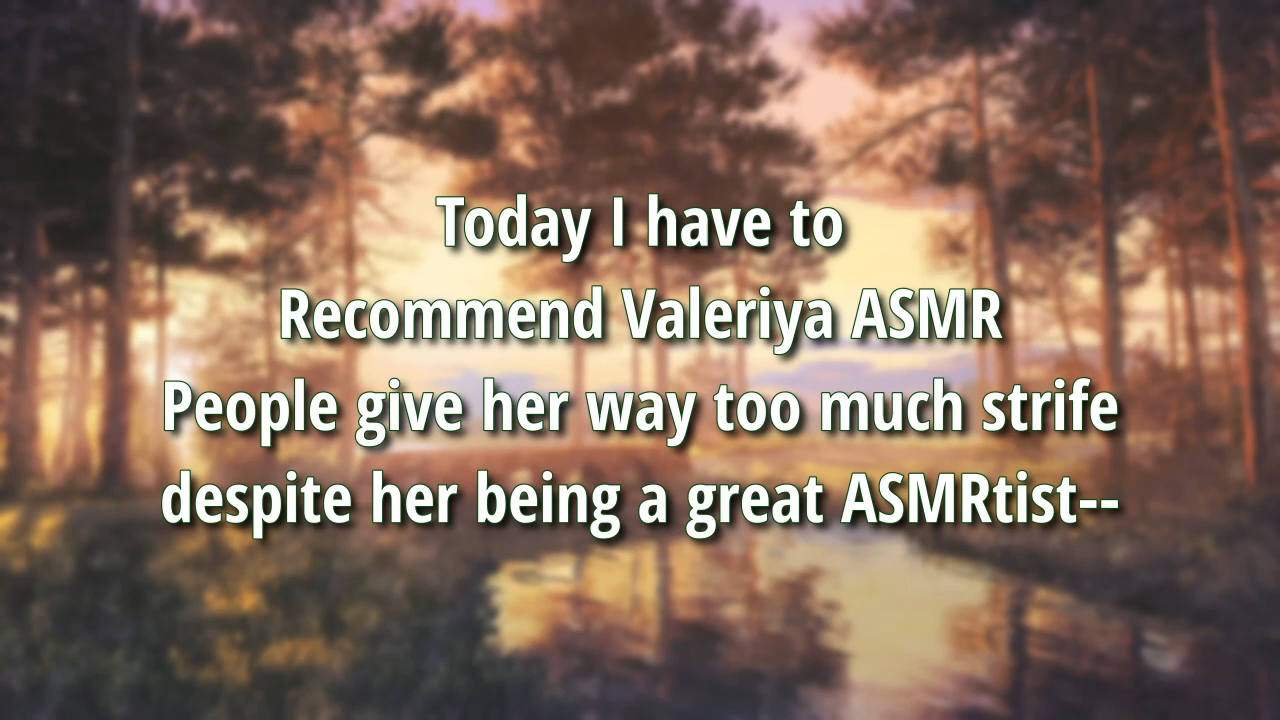 Today I have to
Recommend Valeriya ASMR
People give her way too much strife
despite her being a great ASMRtist--